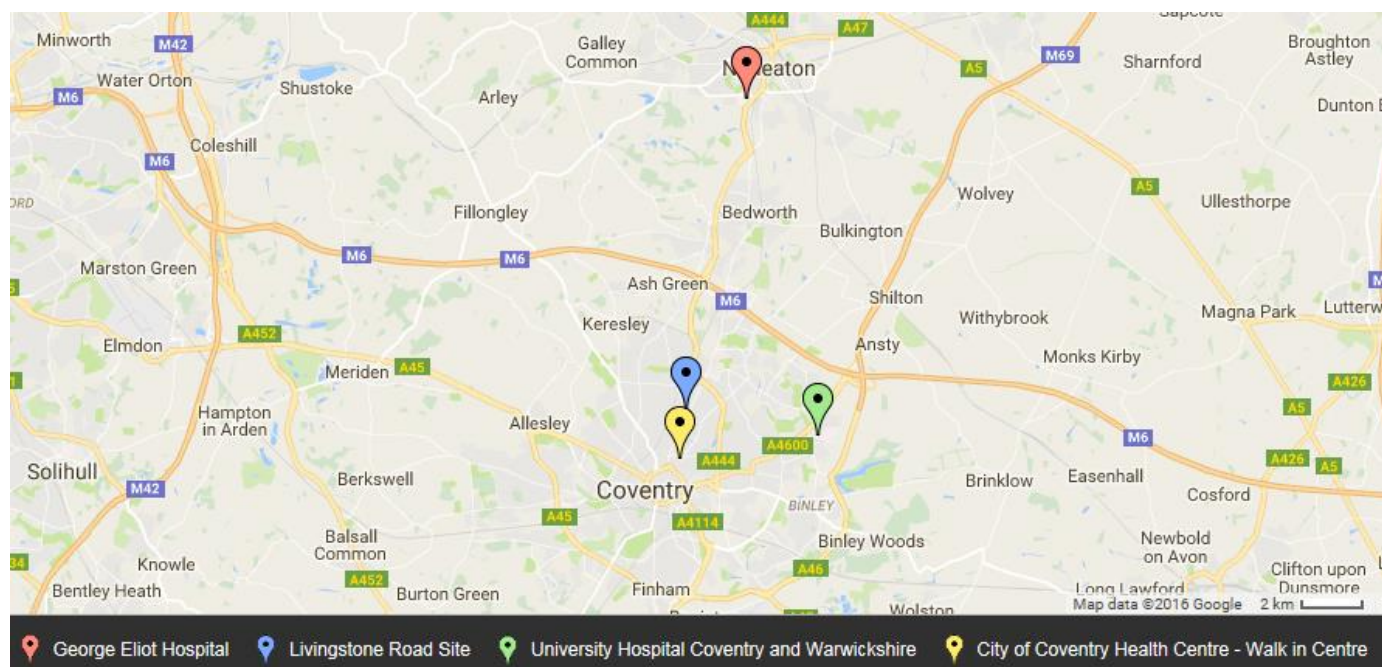 A444
A47
Sapcote
Minworth
M42
Galley
Common
Nuneaton
M69
Broughton
Astley
Water Orton
A5
Sharnford
M6
Shustoke
Arley
Dunton
Coleshill
M6
A5
Wolvey
Ullesthorpe
Fillongley
Bedworth
Bulkington
M6
M6
Marston Green
Ash Green
M6
Shilton
Magna Park
Keresley
Withybrook
A452
Elmdon
Ansty
Monks Kirby
Meriden
A45
A426
Hampton
in Arden
Allesley
A5
A4600
M6
Solihull
A444
A426
A5
Berkswell
Brinklow
Easenhall
M42
Coventry
Cosford
BINLEY
A45
A4114
Balsall
Common
Binley Woods
Newbold
on Avon
Knowle
A46
Clifton upon
Dunsmore
A452
Bentley Heath
Burton Green
Finham
Long Lawford
Wolston
Map data ©2016 Google 2 km
George Eliot Hospital
Livingstone Road Site
University Hospital Coventry and Warwickshire
City of Coventry Health Centre - Walk in Centre